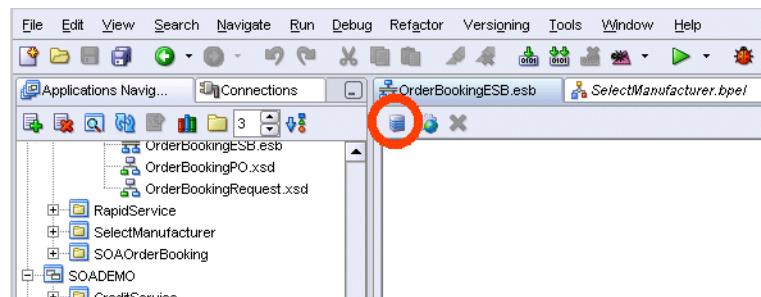 File Edit View Search Navigate Run Debug Refactor Versioning Tools Window Help
Applications Navig... Connections
OrderBookingESB.esb SelectManufacturer.bpel
3
OrderBookingESB.esb
OrderBookingPO.xsd
OrderBookingRequest.xsd
RapidService
SelectManufacturer
SOAOrderBooking
SOADEMO
CreditService